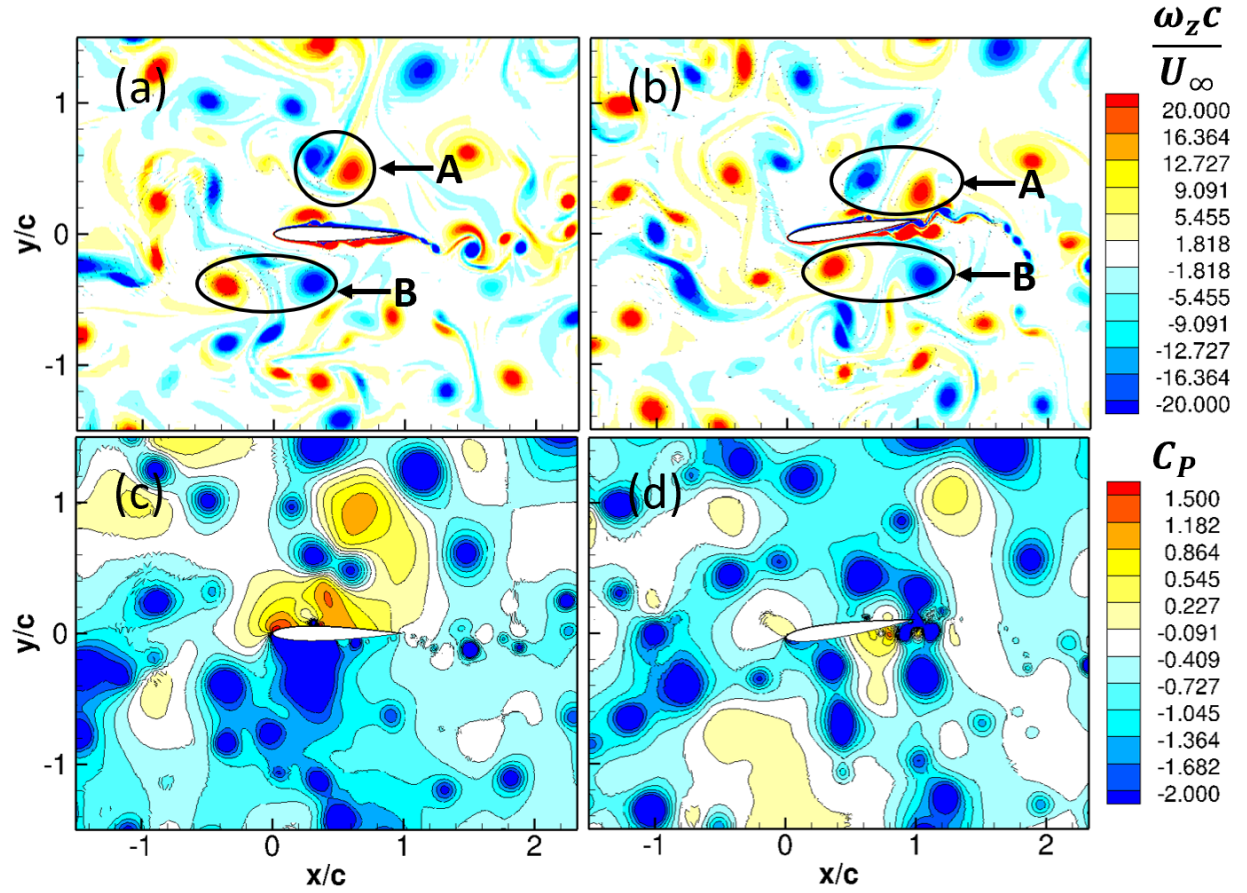 (a)
A
B
y/c
1
0
-1
(b)
A
B
ω_z c
U_∞
20.000
16.364
12.727
9.091
5.455
1.818
-1.818
-5.455
-9.091
-12.727
-16.364
-20.000
(c)
y/c
1
0
-1
-1 0 1 2
x/c
(d)
-1 0 1 2
x/c
C_P
1.500
1.182
0.864
0.545
0.227
-0.091
-0.409
-0.727
-1.045
-1.364
-1.682
-2.000